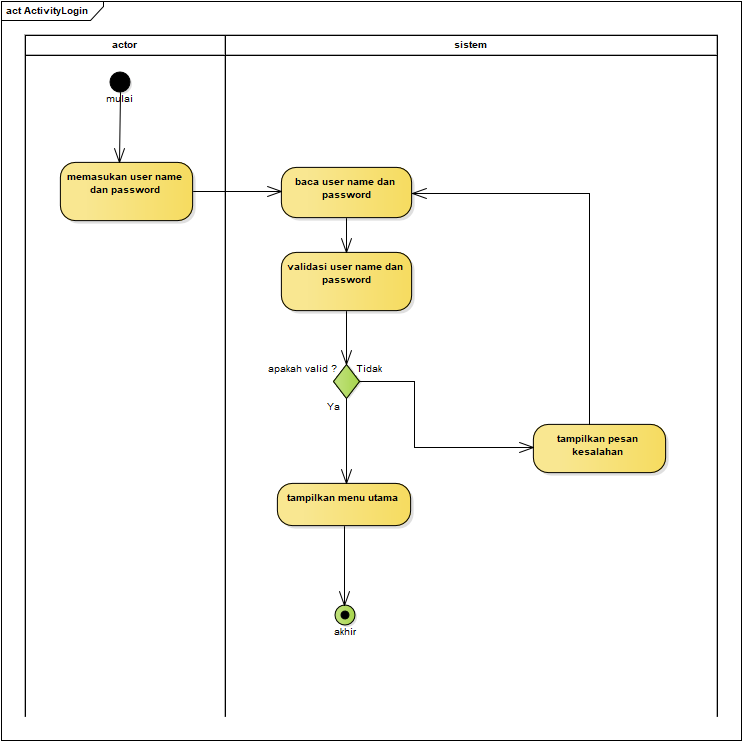 act ActivityLogin
actor
sistem
mulai
memasukan user name
dan password
baca user name dan
password
validasi user name dan
password
apakah valid ?
Tidak
Ya
tampilkan pesan
kesalahan
tampilkan menu utama
akhir